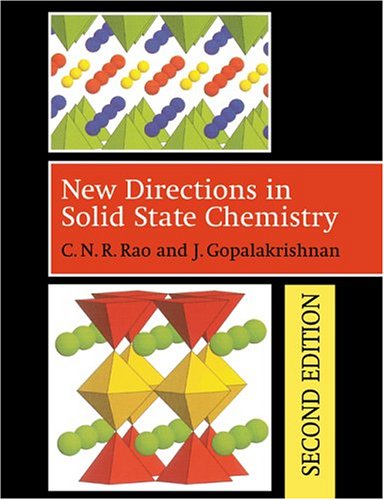 New Directions in
Solid State Chemistry
C. N. R. Rao and J. Gopalakrishnan
SECOND EDITION